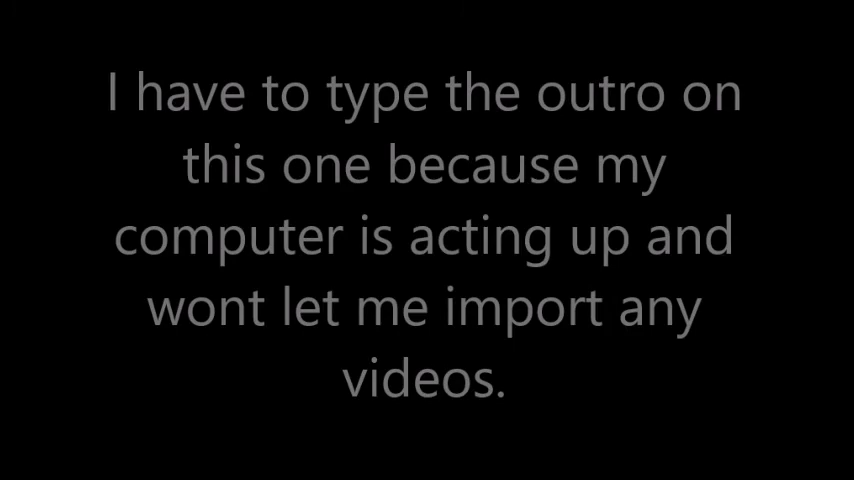 I have to type the outro on
this one because my
computer is acting up and
wont let me import any
videos.